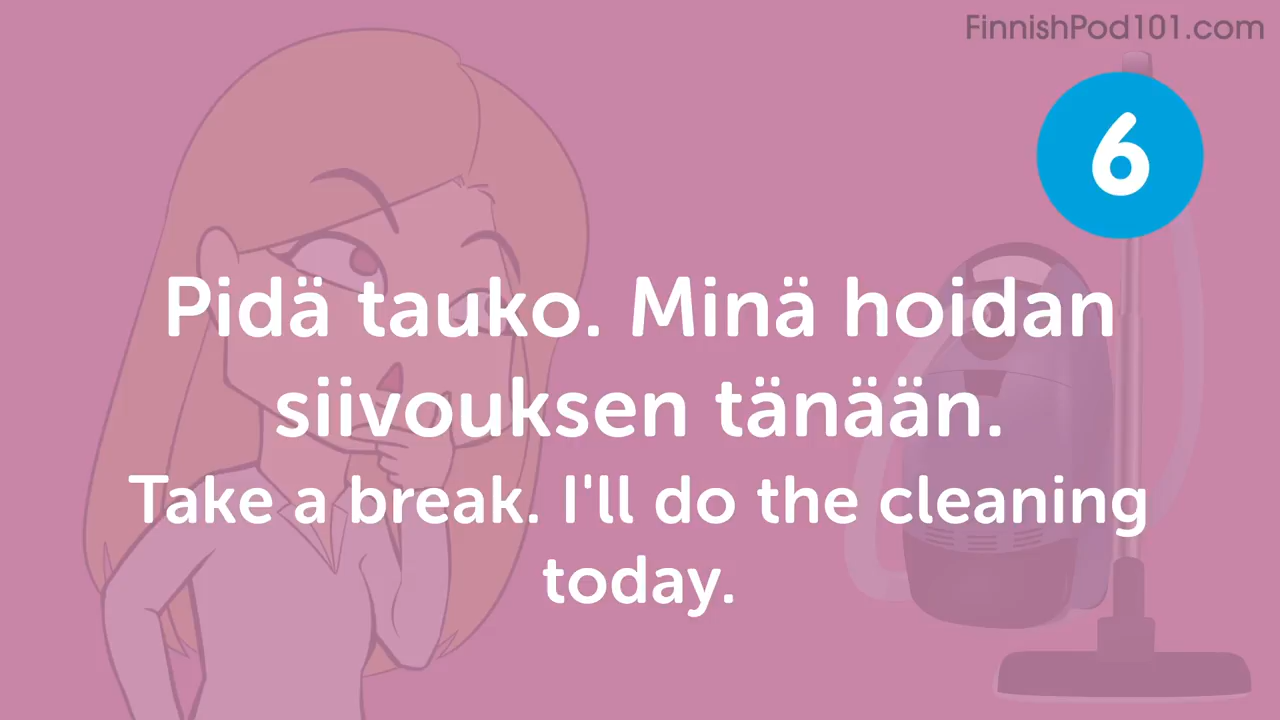 FinnishPod101.com
6
Pidä tauko. Minä hoidan
siivouksen tänään.
Take a break. I'll do the cleaning
today.